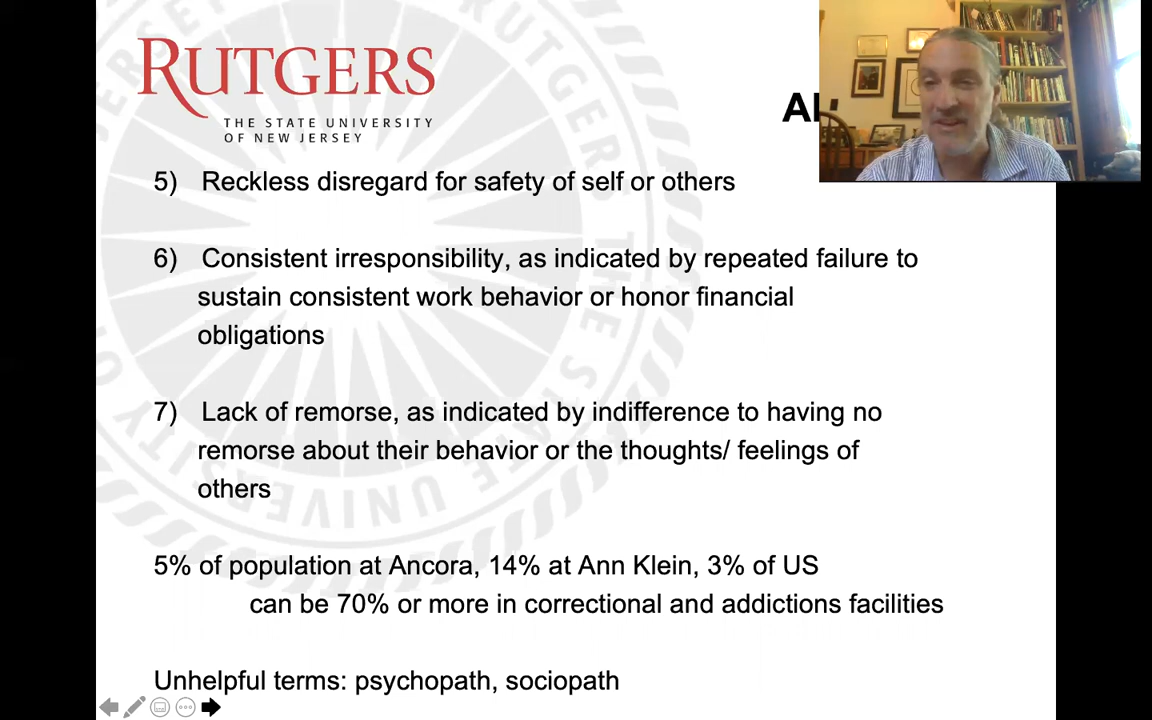 RUTGERS
THE STATE UNIVERSITY
OF NEW JERSEY
5) Reckless disregard for safety of self or others
6) Consistent irresponsibility, as indicated by repeated failure to
sustain consistent work behavior or honor financial
obligations
7) Lack of remorse, as indicated by indifference to having no
remorse about their behavior or the thoughts/ feelings of
others
5% of population at Ancora, 14% at Ann Klein, 3% of US
can be 70% or more in correctional and addictions facilities
Unhelpful terms: psychopath, sociopath